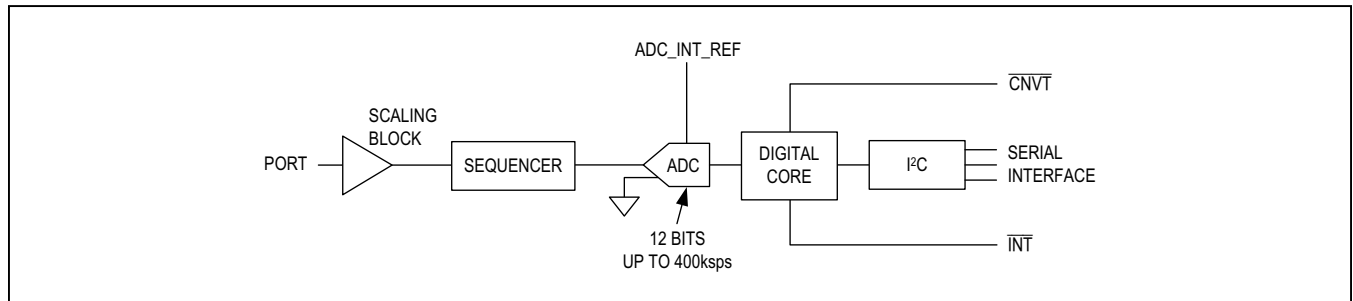 ADC_INT_REF
CNVT
SCALING
BLOCK
PORT
SEQUENCER
ADC
DIGITAL
CORE
I²C
SERIAL
INTERFACE
12 BITS
UP TO 400ksps
INT